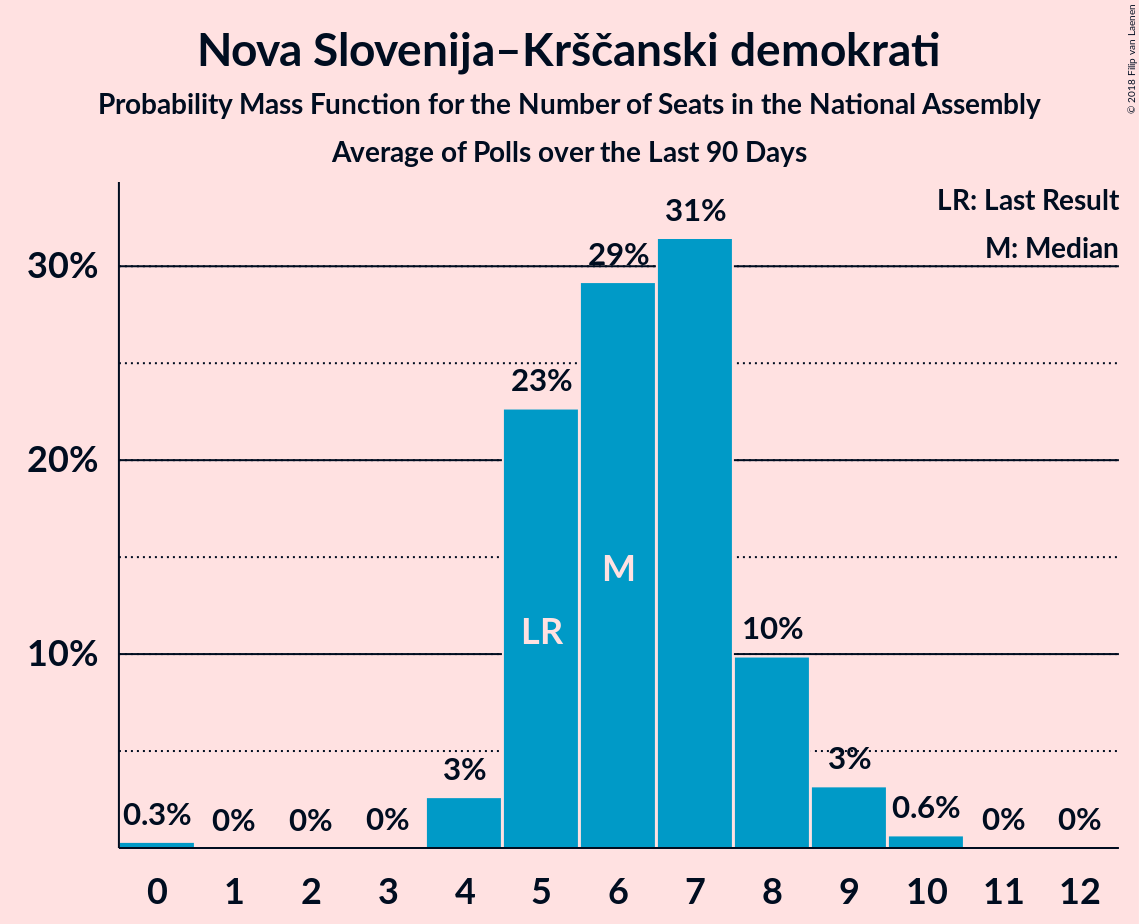 Nova Slovenija–Krščanski demokrati
Probability Mass Function for the Number of Seats in the National Assembly
Average of Polls over the Last 90 Days
© 2018 Filip van Laenen
LR: Last Result
M: Median
30%
20%
10%
0.3%
0%
0%
0%
3%
23%
29%
31%
10%
3%
0.6%
0%
0%
LR
M
0 1 2 3 4 5 6 7 8 9 10 11 12